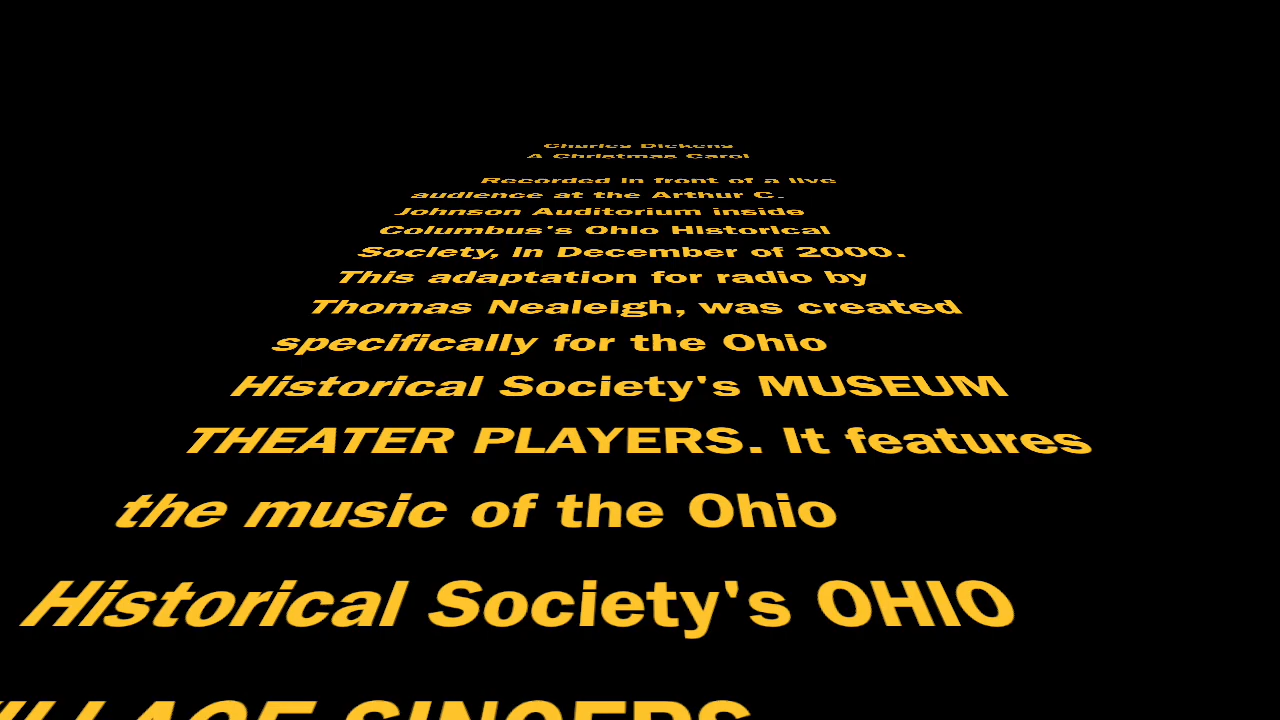 Charles Dickens
A Christmas Carol
Recorded in front of a live
audience at the Arthur C.
Johnson Auditorium inside
Columbus's Ohio Historical
Society, in December of 2000.
This adaptation for radio by
Thomas Nealeigh, was created
specifically for the Ohio
Historical Society's MUSEUM
THEATER PLAYERS. It features
the music of the Ohio
Historical Society's OHIO
VILLAGE SINGERS